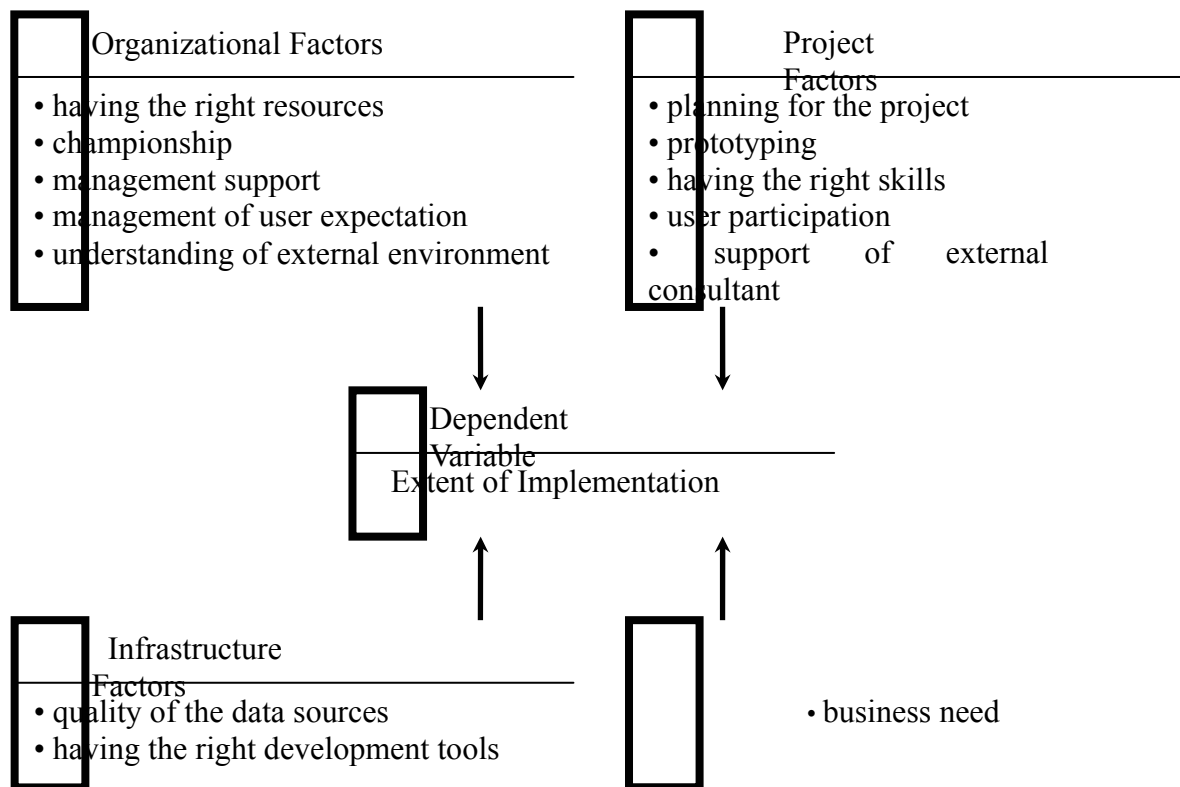 Organizational Factors
• having the right resources
• championship
• management support
• management of user expectation
• understanding of external environment
Project
Factors
• planning for the project
• prototyping
• having the right skills
• user participation
• support of external
consultant
Dependent
Variable
Extent of Implementation
Infrastructure
Factors
• quality of the data sources
• having the right development tools
• business need